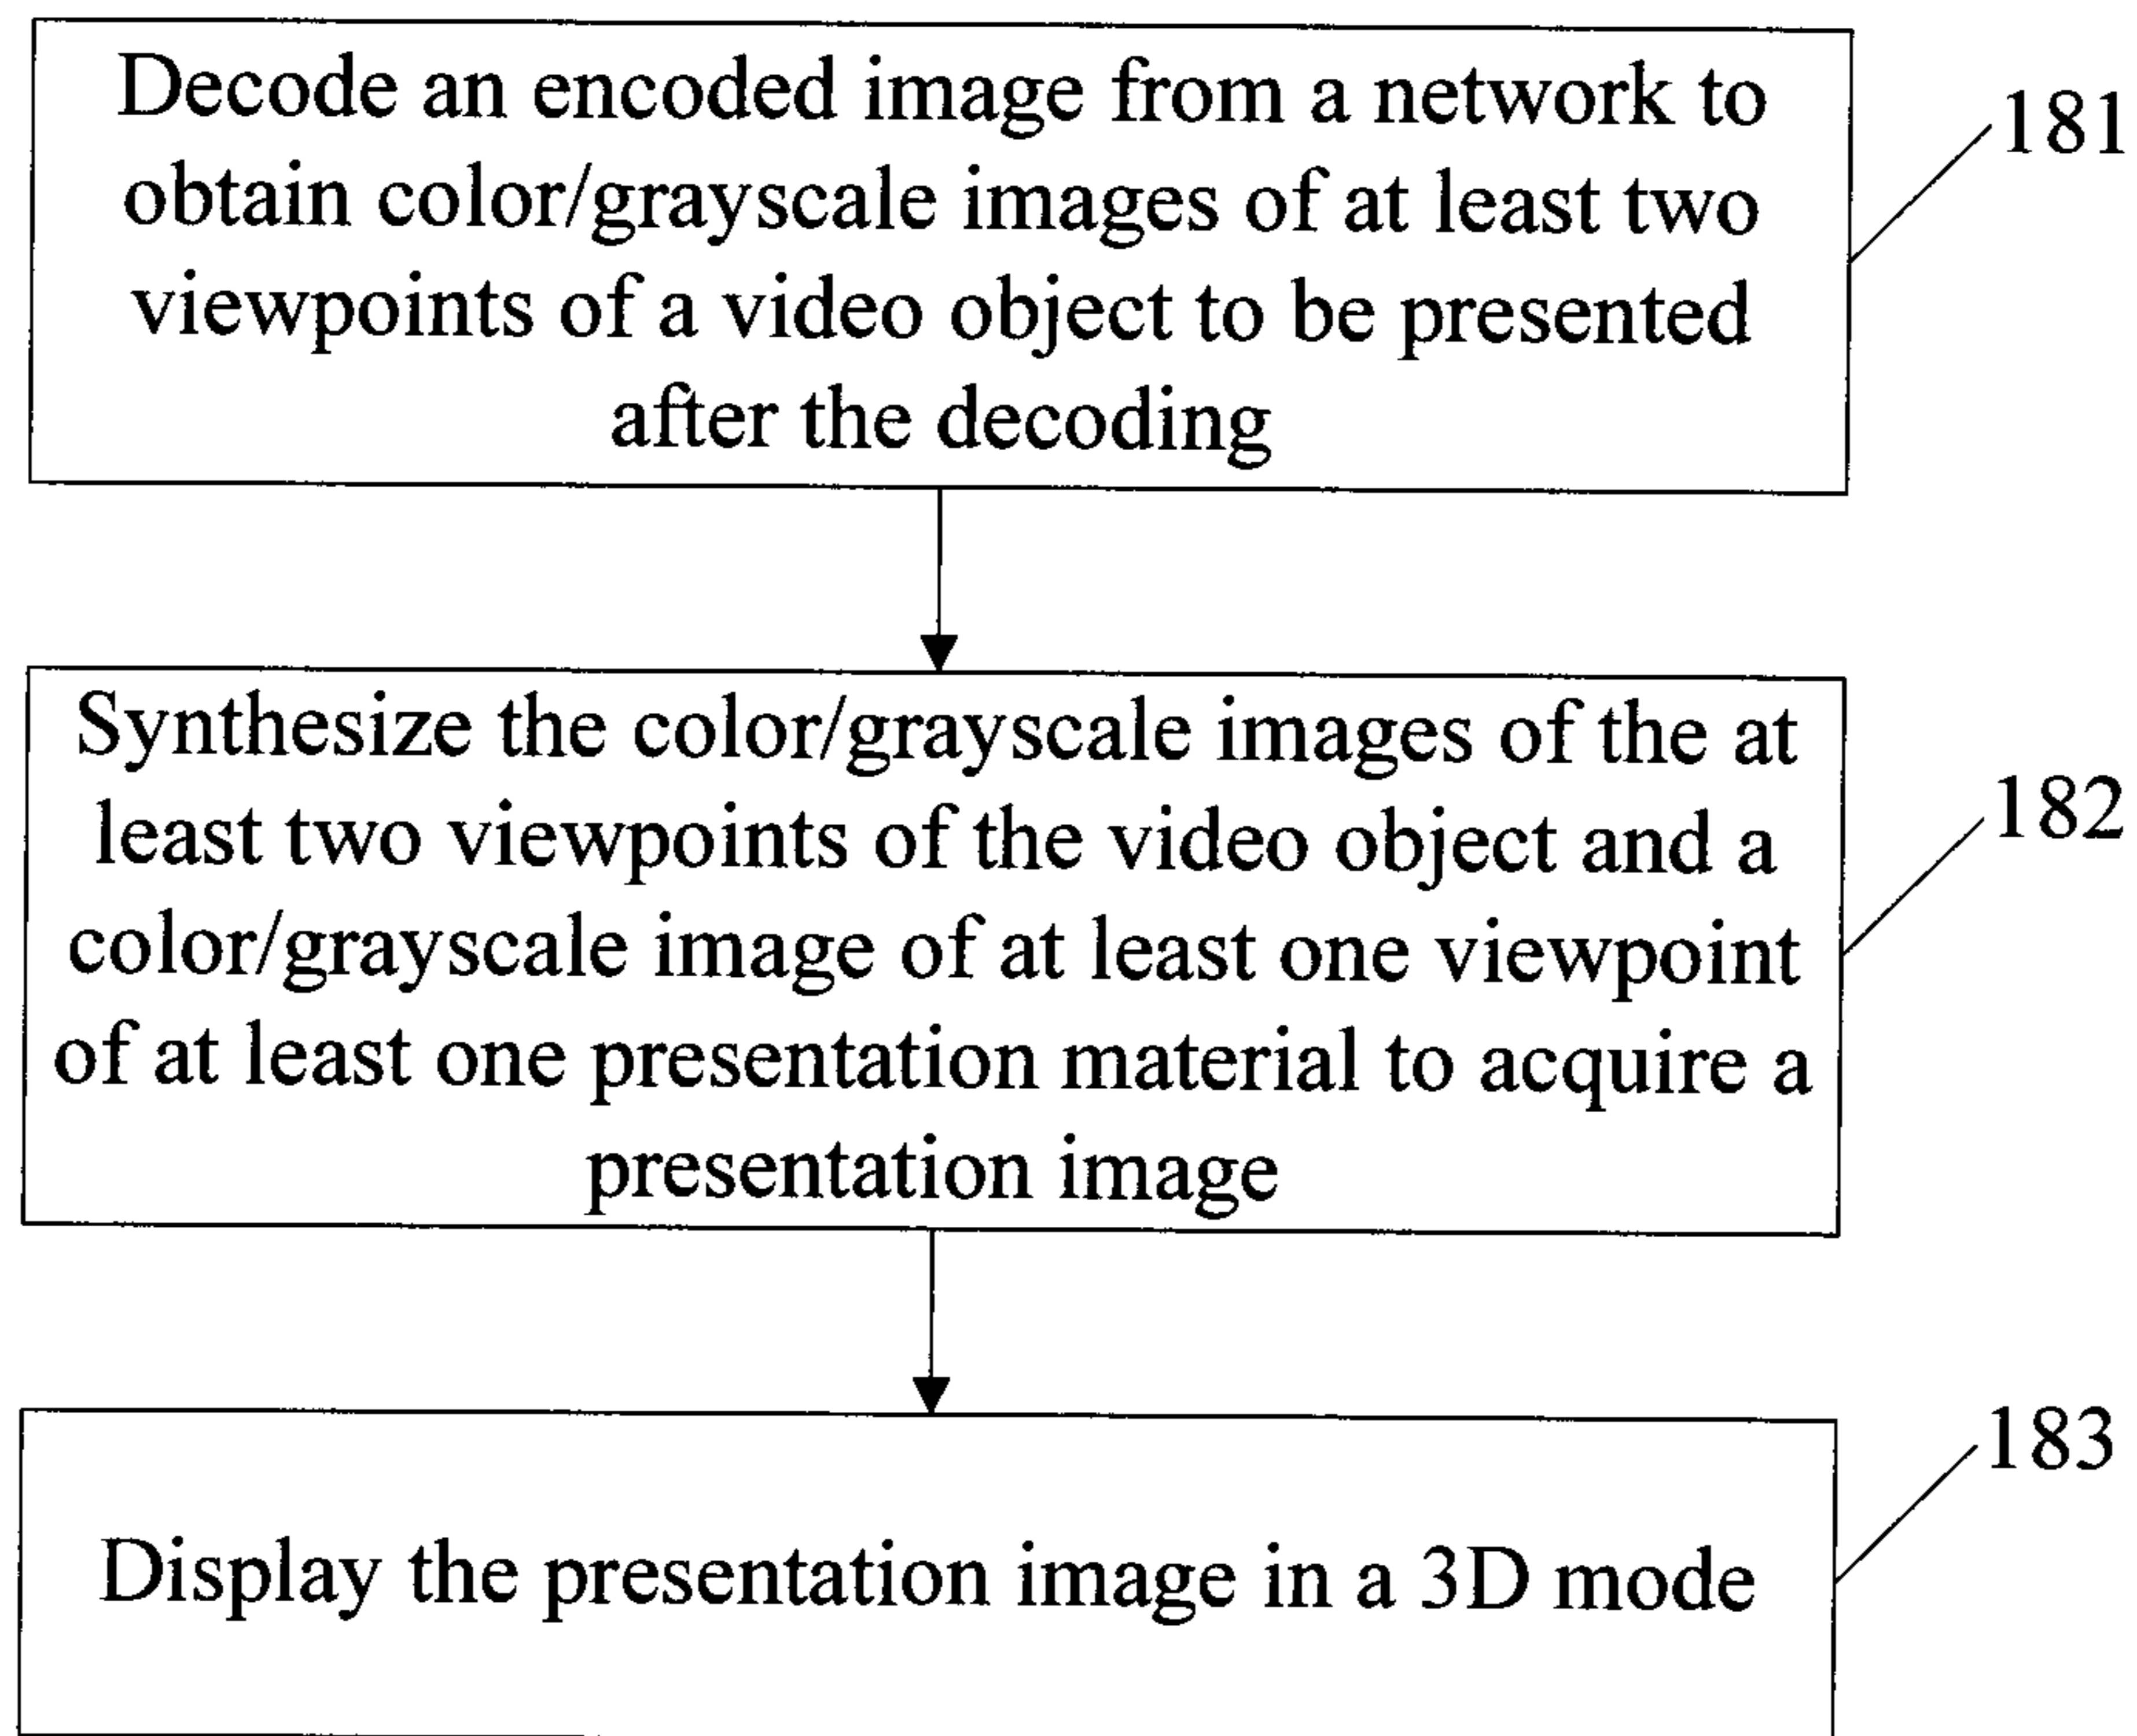 Decode an encoded image from a network to
obtain color/grayscale images of at least two
viewpoints of a video object to be presented
after the decoding
181
Synthesize the color/grayscale images of the at
least two viewpoints of the video object and a
color/grayscale image of at least one viewpoint
of at least one presentation material to acquire a
presentation image
182
Display the presentation image in a 3D mode
183